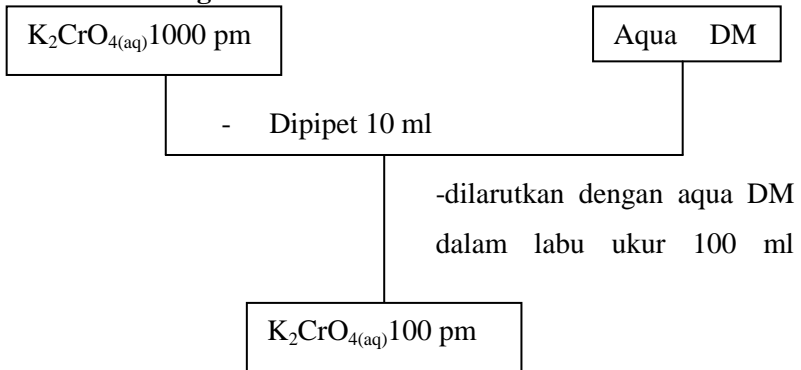 K₂CrO₄₍ₐq₎1000 pm
Aqua DM
- Dipipet 10 ml
-dilarutkan dengan aqua DM
dalam labu ukur 100 ml
K₂CrO₄₍ₐq₎100 pm